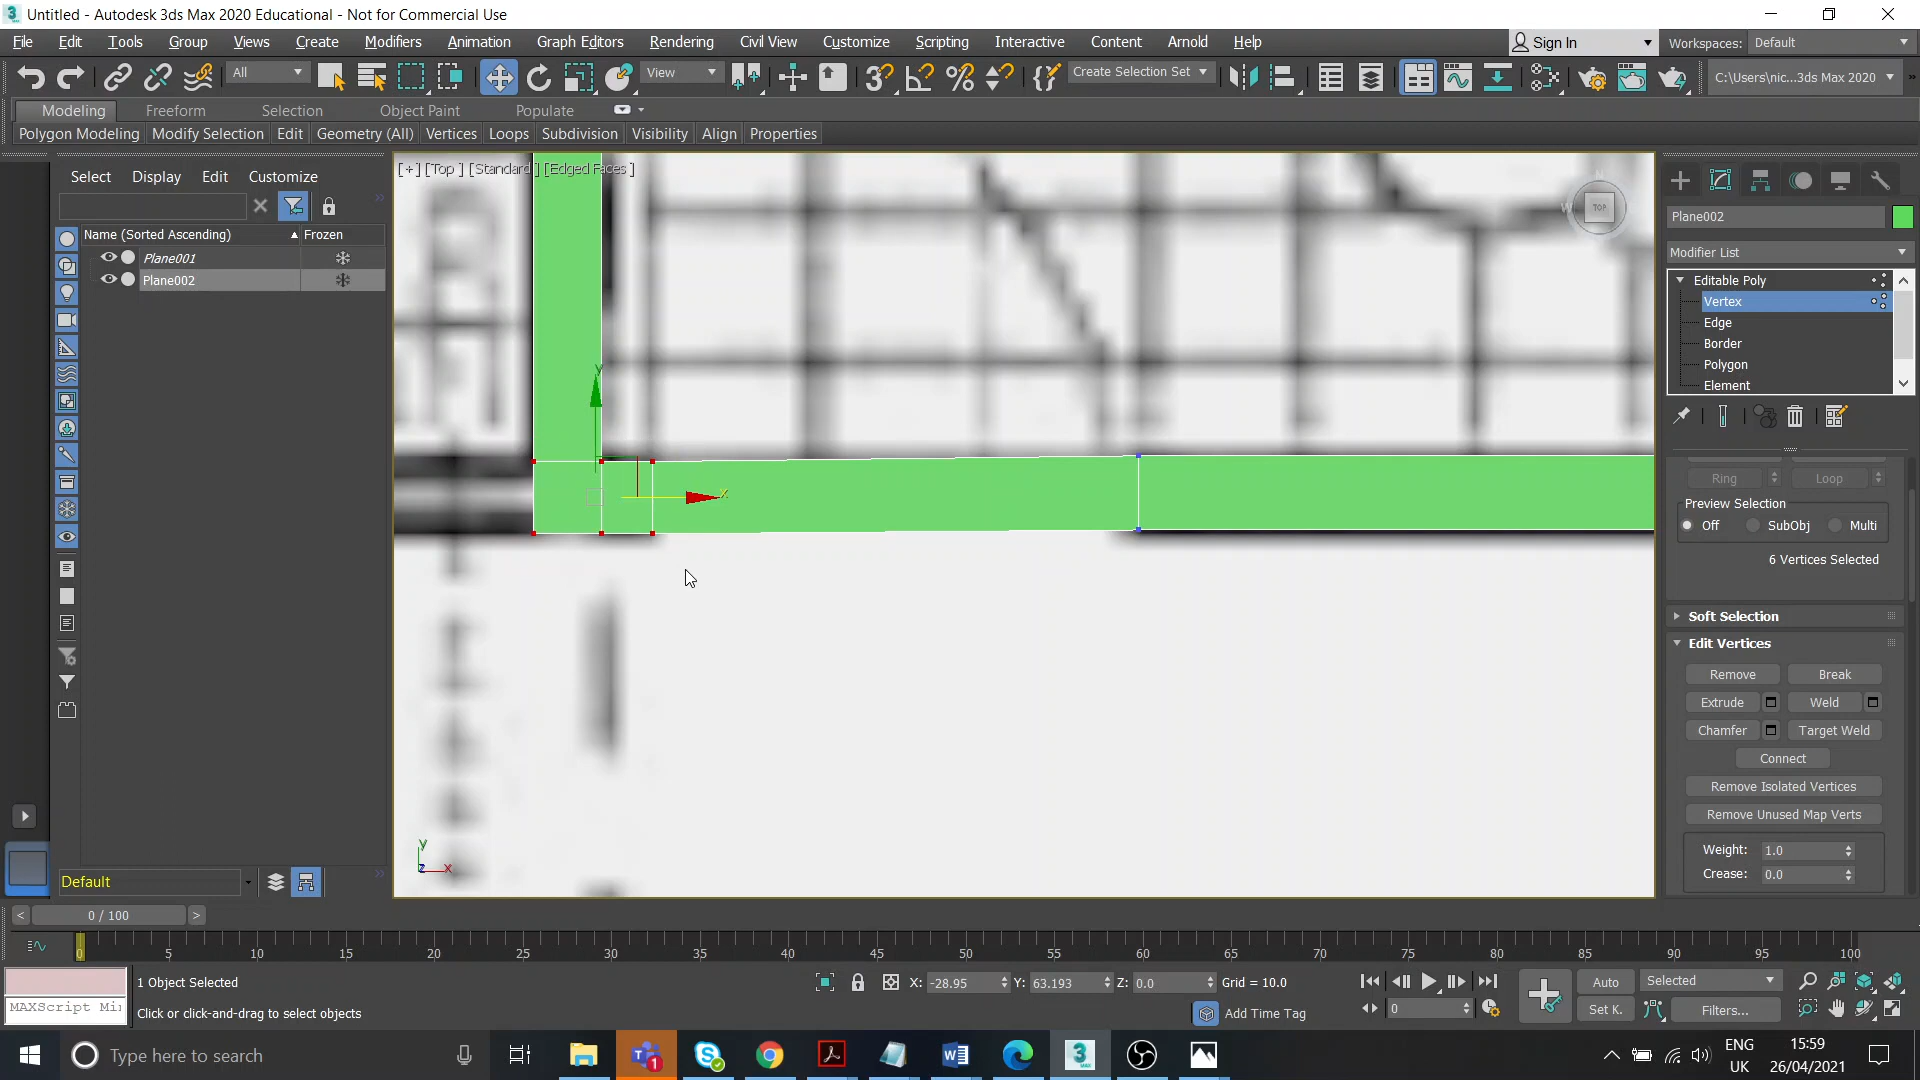 Untitled - Autodesk 3ds Max 2020 Educational - Not for Commercial Use
File Edit Tools Group Views Create Modifiers Animation Graph Editors Rendering Civil View Customize Scripting Interactive Content Arnold Help
Sign In
Workspaces: Default
All
View
Create Selection Set
C:\Users\nic...3ds Max 2020
Modeling Freeform Selection Object Paint Populate
Polygon Modeling Modify Selection Edit Geometry (All) Vertices Loops Subdivision Visibility Align Properties
Select Display Edit Customize
Name (Sorted Ascending) Frozen
Plane001
Plane002
Default
[+] [Top ] [Standard ] [Edged Faces ]
TOP
N
W
y
x
y
z x
Plane002
Modifier List
Editable Poly
Vertex
Edge
Border
Polygon
Element
Ring Loop
Preview Selection
Off SubObj Multi
6 Vertices Selected
Soft Selection
Edit Vertices
Remove Break
Extrude Weld
Chamfer Target Weld
Connect
Remove Isolated Vertices
Remove Unused Map Verts
Weight: 1.0
Crease: 0.0
< 0 / 100 >
0 5 10 15 20 25 30 35 40 45 50 55 60 65 70 75 80 85 90 95 100
MAXScript Mi
1 Object Selected
Click or click-and-drag to select objects
X: -28.95 Y: 63.193 Z: 0.0 Grid = 10.0
Add Time Tag
0
Auto Selected
Set K. Filters...
Type here to search
1
ENG
UK
15:59
26/04/2021